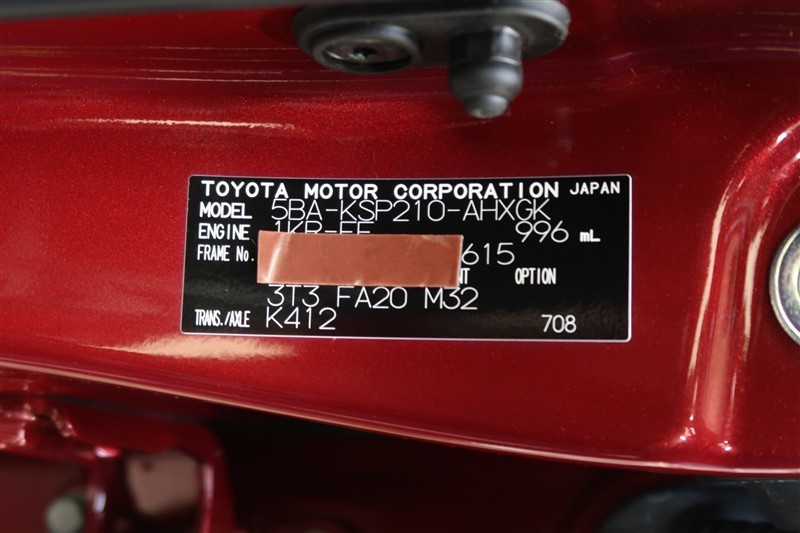 TOYOTA MOTOR CORPORATION JAPAN
MODEL 5BA-KSP210-AHXGK
ENGINE 996 mL
FRAME No. 615
OPTION
3T3 FA20 M32
TRANS./AXLE K412 708